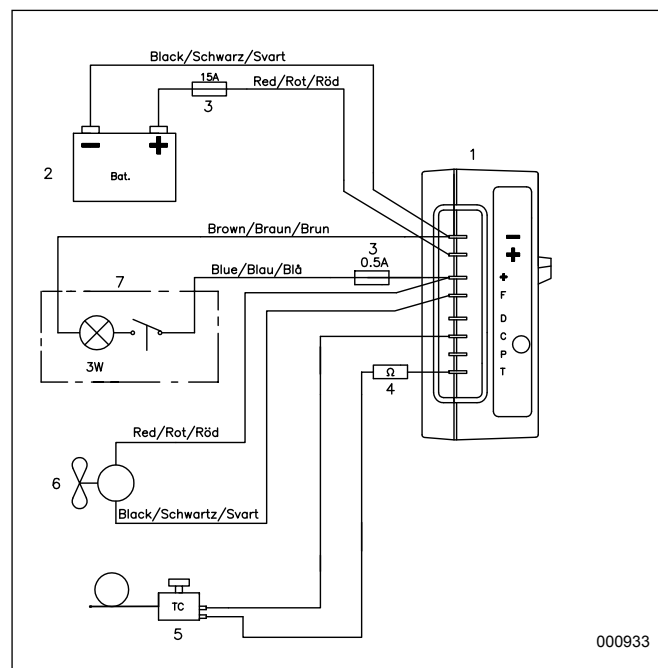 Black/Schwarz/Svart
15A
Red/Rot/Röd
3
1
2
Bat.
Brown/Braun/Brun
3
0.5A
Blue/Blau/Blå
7
+
F
D
C
P
T
3W
Ω
4
Red/Rot/Röd
6
Black/Schwartz/Svart
TC
5
000933